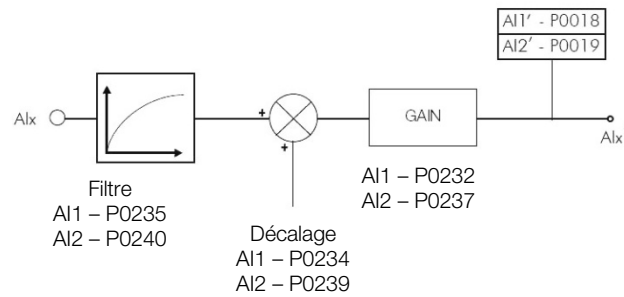 AI1' - P0018
AI2' - P0019
AIx
GAIN
AIx
Filtre
AI1 – P0235
AI2 – P0240
AI1 – P0232
AI2 – P0237
Décalage
AI1 – P0234
AI2 – P0239
+
+